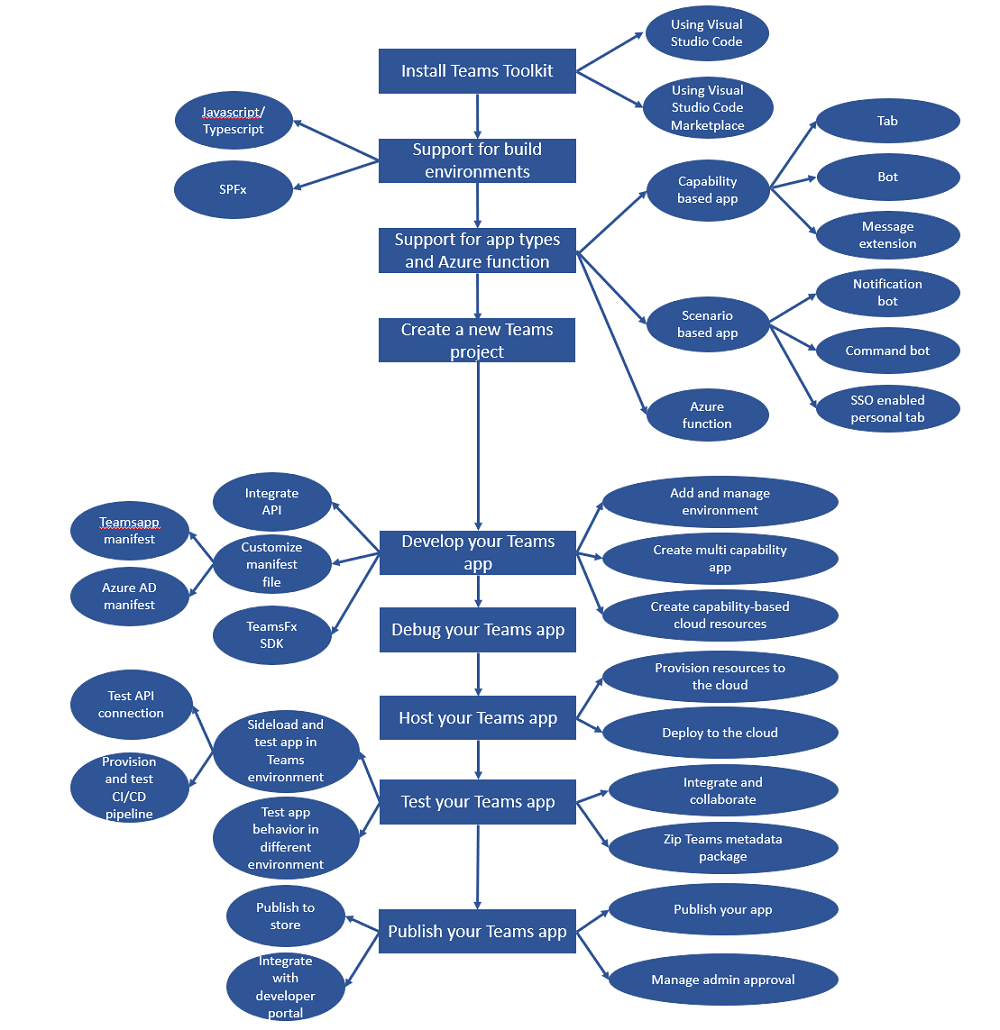 Using Visual
Studio Code
Install Teams Toolkit
Using Visual
Studio Code
Marketplace
Javascript/
Typescript
Tab
Support for build
environments
SPFx
Capability
based app
Bot
Message
extension
Support for app types
and Azure function
Notification
bot
Scenario
based app
Create a new Teams
project
Command bot
SSO enabled
personal tab
Azure
function
Integrate
API
Add and manage
environment
Teamsapp
manifest
Customize
manifest
file
Develop your Teams
app
Create multi capability
app
Azure AD
manifest
TeamsFx
SDK
Create capability-based
cloud resources
Debug your Teams app
Provision resources to
the cloud
Test API
connection
Host your Teams app
Deploy to the cloud
Sideload and
test app in
Teams
environment
Provision
and test
CI/CD
pipeline
Test your Teams app
Integrate and
collaborate
Test app
behavior in
different
environment
Zip Teams metadata
package
Publish to
store
Publish your app
Publish your Teams app
Integrate
with
developer
portal
Manage admin approval